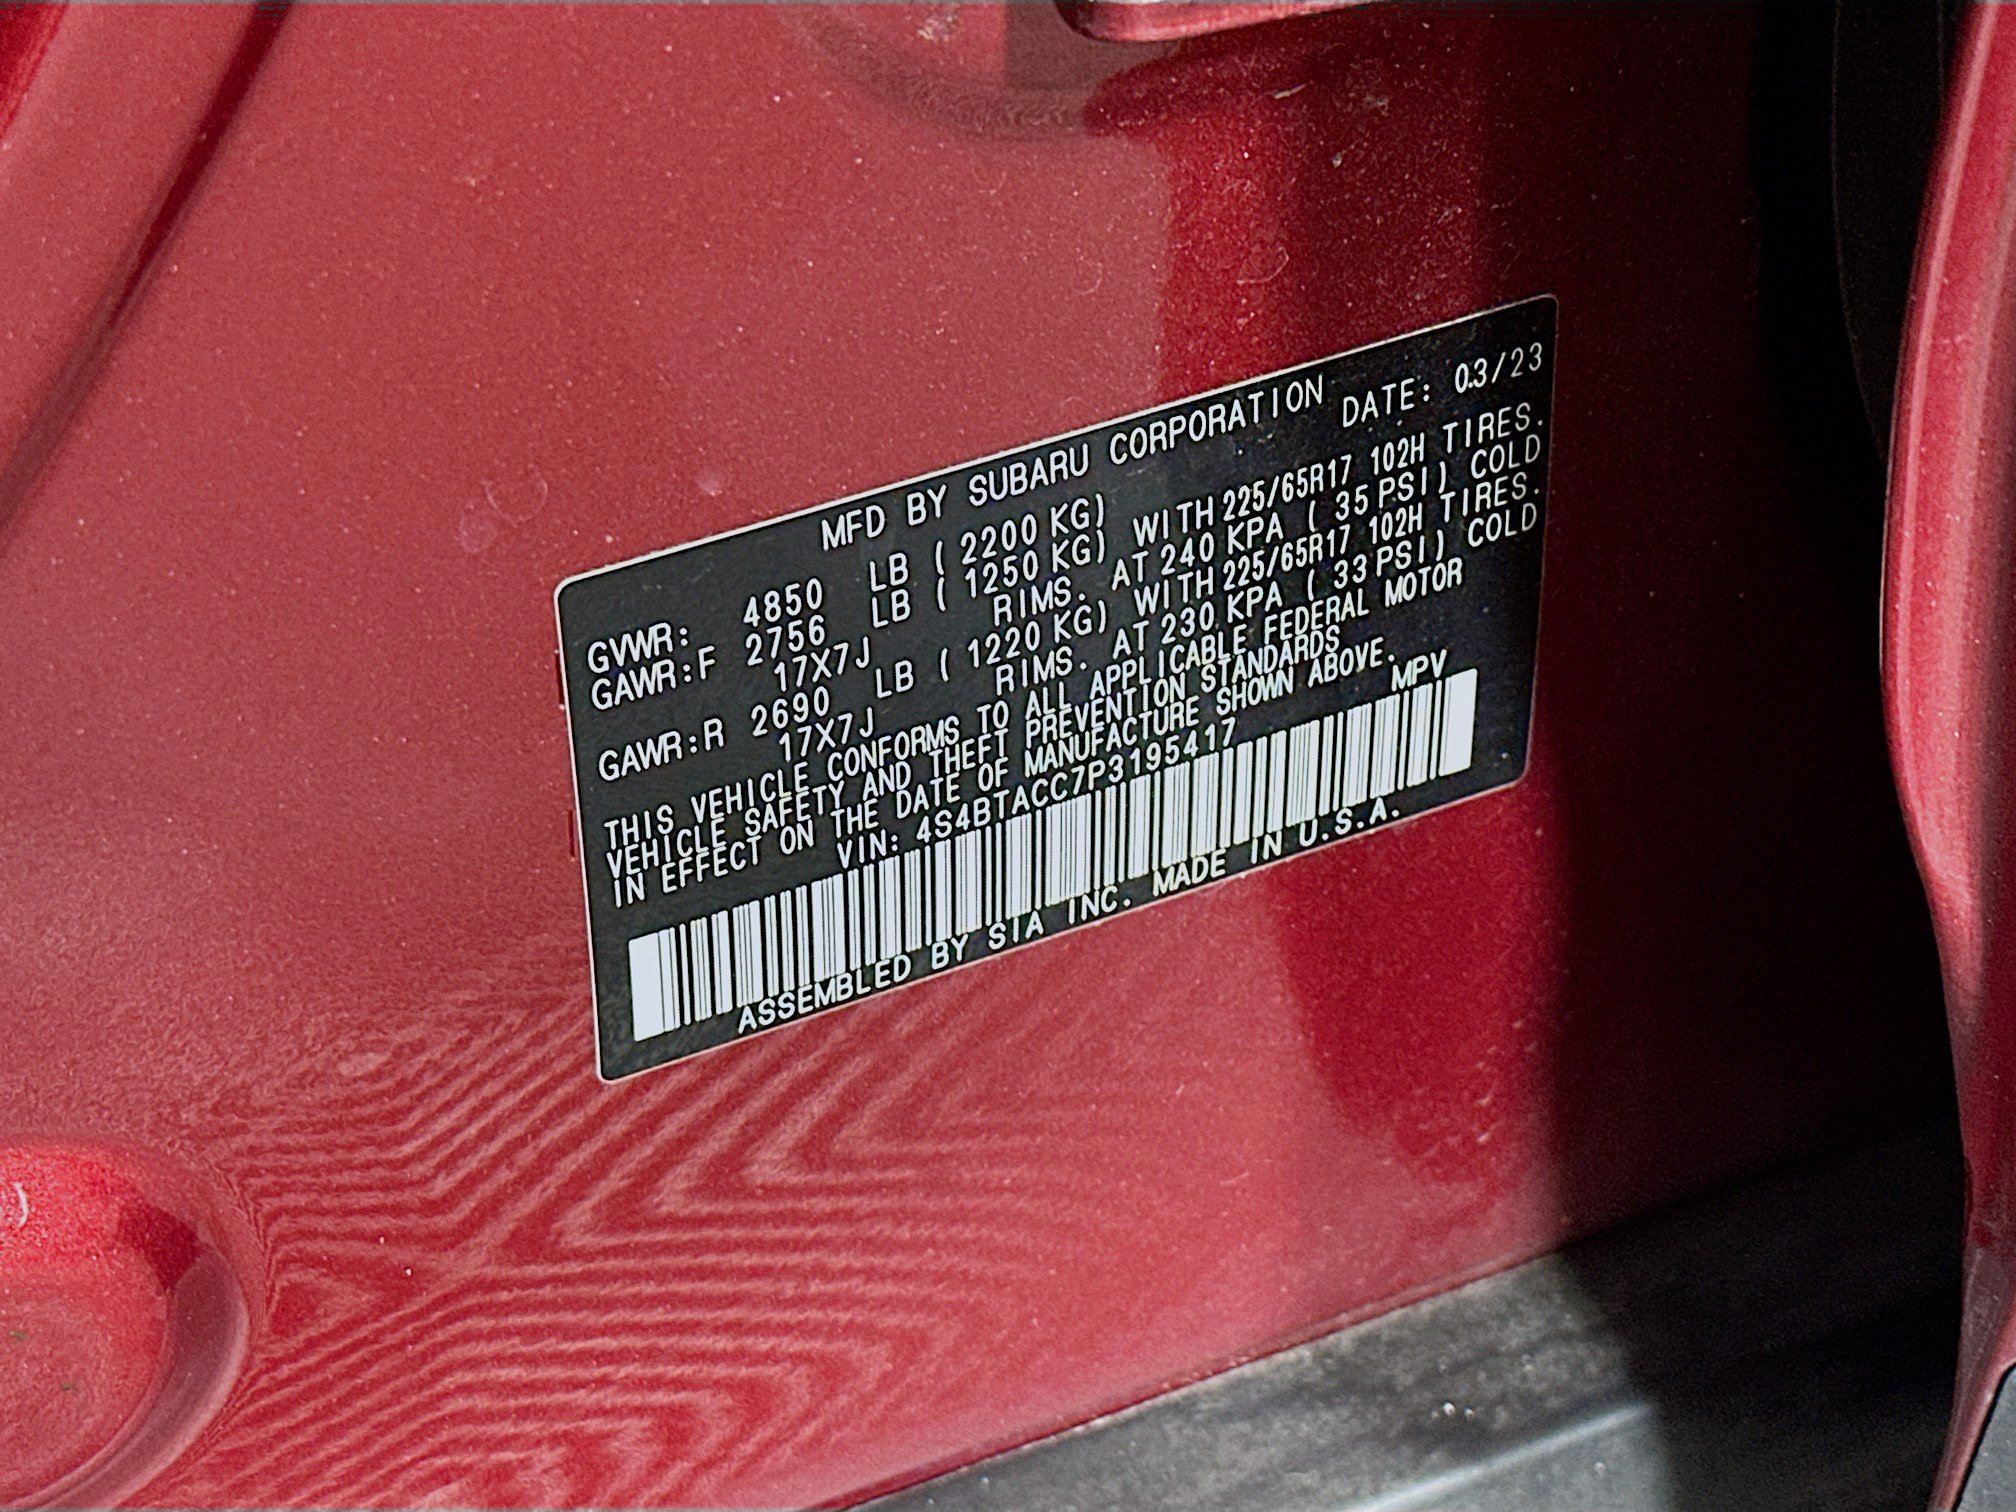 MFD BY SUBARU CORPORATION
DATE: 03/23
GVWR: 4850 LB ( 2200 KG)
GAWR:F 2756 LB ( 1250 KG) WITH 225/65R17 102H TIRES.
17X7J RIMS. AT 240 KPA ( 35 PSI) COLD
GAWR:R 2690 LB ( 1220 KG) WITH 225/65R17 102H TIRES.
17X7J RIMS. AT 230 KPA ( 33 PSI) COLD
THIS VEHICLE CONFORMS TO ALL APPLICABLE FEDERAL MOTOR
VEHICLE SAFETY AND THEFT PREVENTION STANDARDS
IN EFFECT ON THE DATE OF MANUFACTURE SHOWN ABOVE.
VIN: 4S4BTACC7P3195417 MPV
ASSEMBLED BY SIA INC. MADE IN U.S.A.